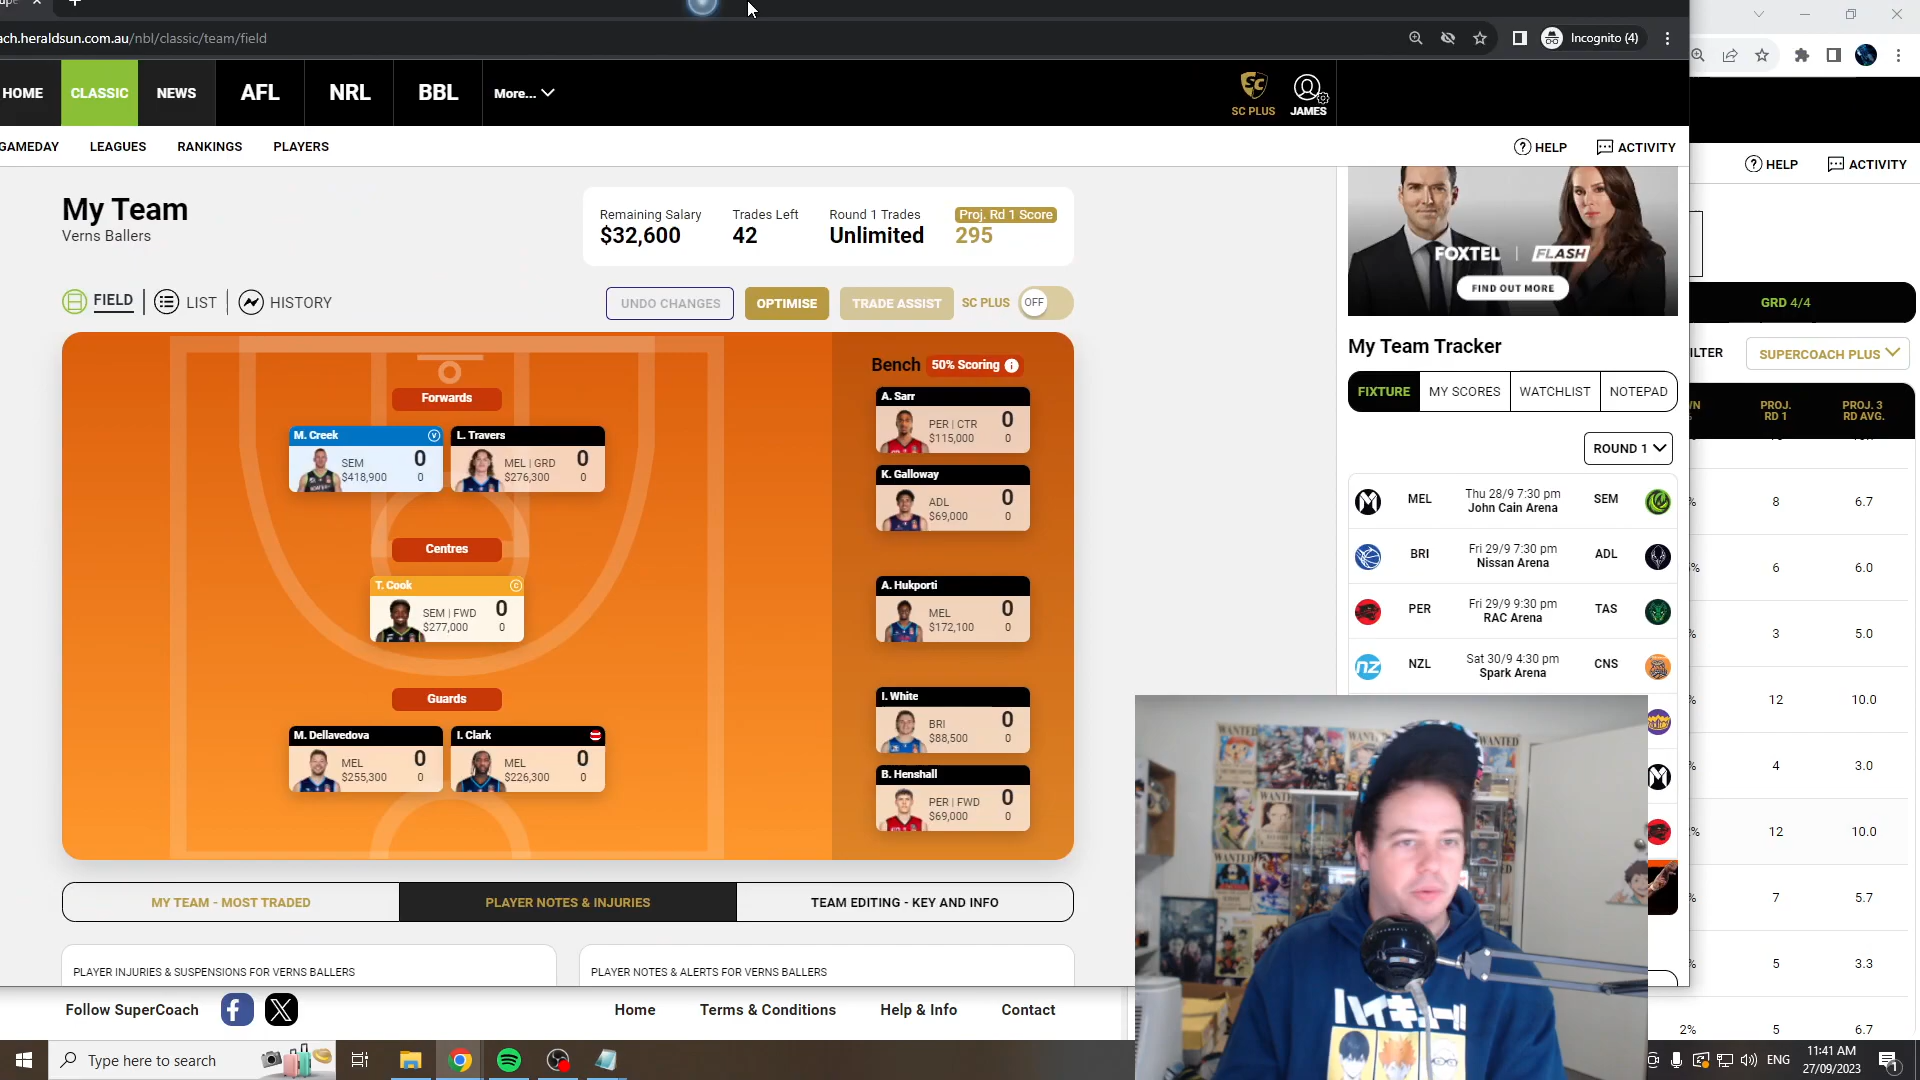 ach.heraldsun.com.au/nbl/classic/team/field
Incognito (4)
HOME
CLASSIC
NEWS
AFL
NRL
BBL
More...
SC
SC PLUS
JAMES
GAMEDAY
LEAGUES
RANKINGS
PLAYERS
HELP
ACTIVITY
HELP
ACTIVITY
My Team
Verns Ballers
Remaining Salary
$32,600
Trades Left
42
Round 1 Trades
Unlimited
Proj. Rd 1 Score
295
FIELD
LIST
HISTORY
UNDO CHANGES
OPTIMISE
TRADE ASSIST
SC PLUS
OFF
Forwards
M. Creek
V
SEM
$418,900
0
0
L. Travers
MEL | GRD
$276,300
0
0
Centres
T. Cook
C
SEM | FWD
$277,000
0
0
Guards
M. Dellavedova
MEL
$255,300
0
0
I. Clark
MEL
$226,300
0
0
Bench
50% Scoring
A. Sarr
PER | CTR
$115,000
0
0
K. Galloway
ADL
$69,000
0
0
A. Hukporti
MEL
$172,100
0
0
I. White
BRI
$88,500
0
0
B. Henshall
PER | FWD
$69,000
0
0
MY TEAM - MOST TRADED
PLAYER NOTES & INJURIES
TEAM EDITING - KEY AND INFO
PLAYER INJURIES & SUSPENSIONS FOR VERNS BALLERS
PLAYER NOTES & ALERTS FOR VERNS BALLERS
Follow SuperCoach
Home
Terms & Conditions
Help & Info
Contact
FOXTEL | FLASH
FIND OUT MORE
My Team Tracker
FIXTURE
MY SCORES
WATCHLIST
NOTEPAD
ROUND 1
MEL
Thu 28/9 7:30 pm
John Cain Arena
SEM
BRI
Fri 29/9 7:30 pm
Nissan Arena
ADL
PER
Fri 29/9 9:30 pm
RAC Arena
TAS
NZL
Sat 30/9 4:30 pm
Spark Arena
CNS
GRD 4/4
ILTER
SUPERCOACH PLUS
PROJ. RD 1
PROJ. 3 RD AVG.
8
6.7
6
6.0
3
5.0
12
10.0
4
3.0
12
10.0
7
5.7
5
3.3
2%
5
6.7
WANTED
WANTED
WANTED
WANTED
ハイキュー!!
Type here to search
ENG
11:41 AM
27/09/2023
1